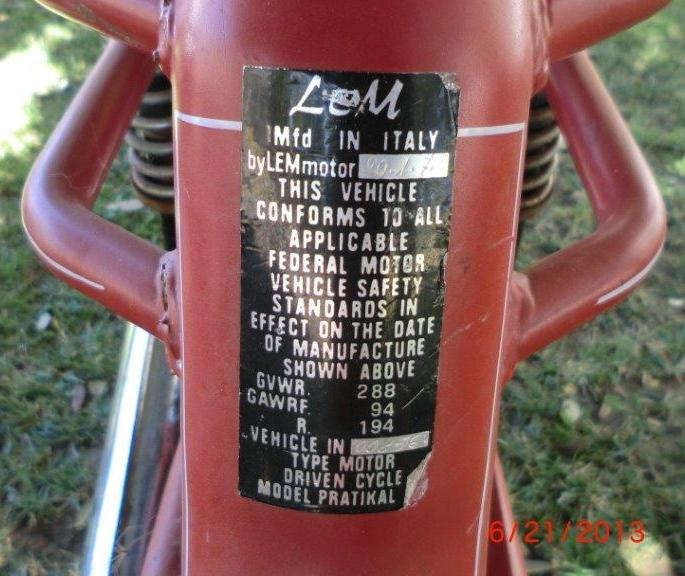 LEM
Mfd IN ITALY
by LEMmotor
THIS VEHICLE
CONFORMS TO ALL
APPLICABLE
FEDERAL MOTOR
VEHICLE SAFETY
STANDARDS IN
EFFECT ON THE DATE
OF MANUFACTURE
SHOWN ABOVE
GVWR 288
GAWRF 94
R. 194
VEHICLE IN
TYPE MOTOR
DRIVEN CYCLE
MODEL PRATIKAL
6/21/2013